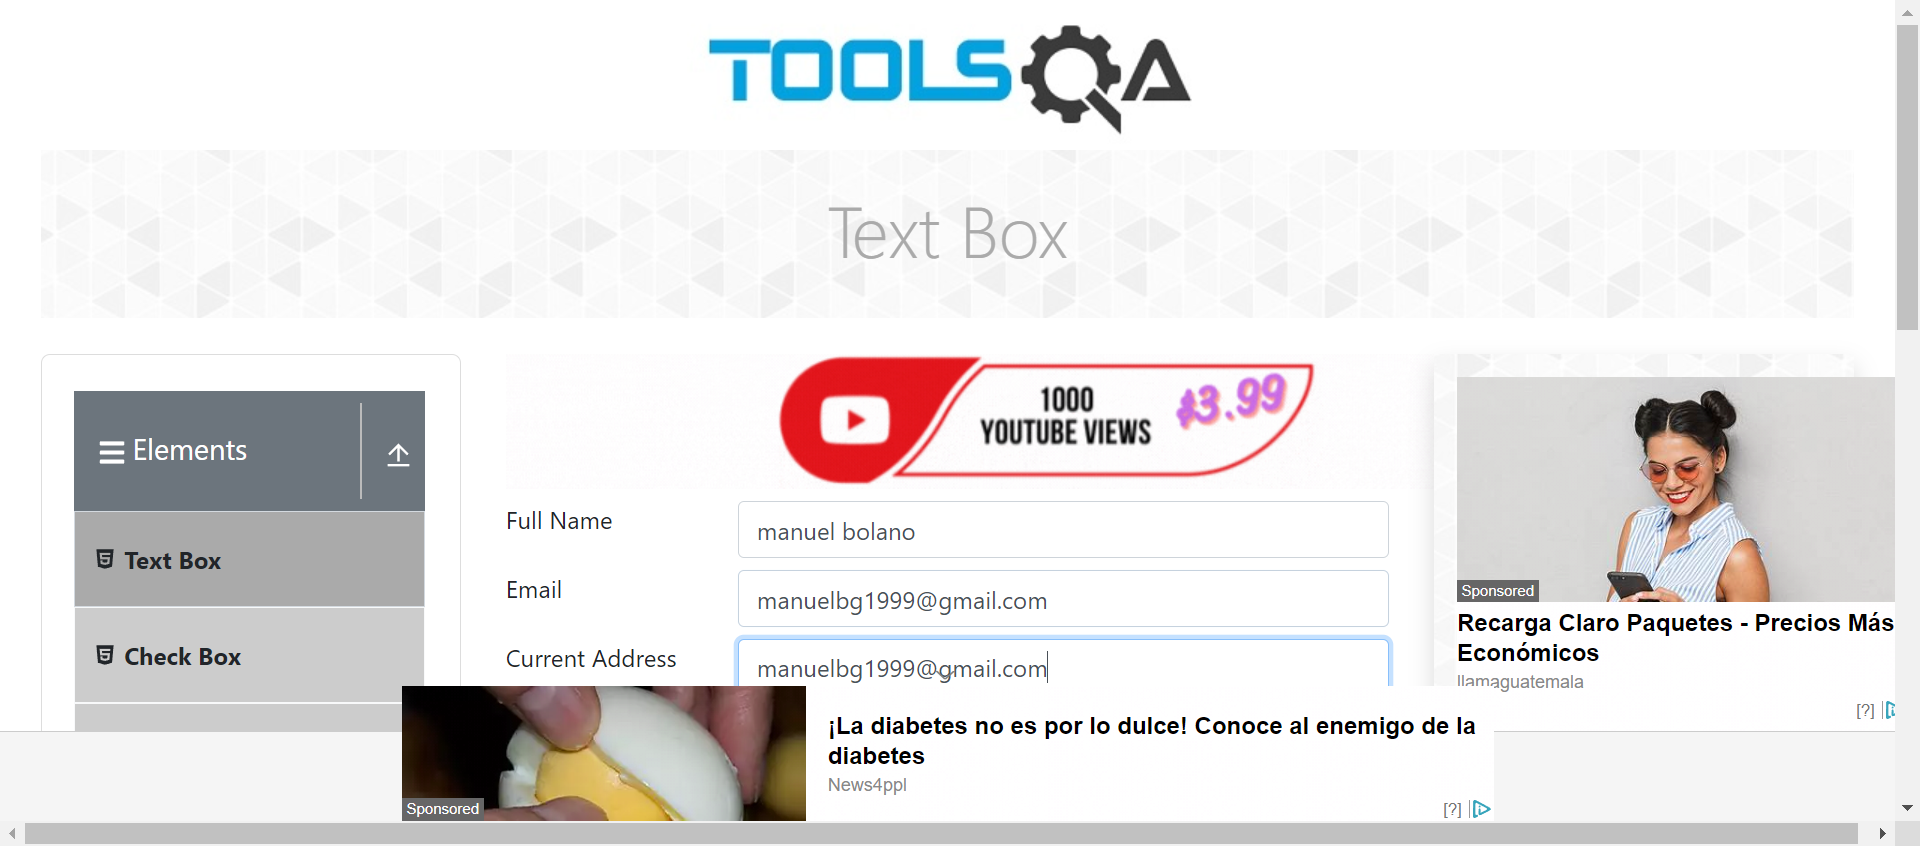 TOOLSQA
Text Box
Elements
Text Box
Check Box
1000
YOUTUBE VIEWS
$3.99
Full Name
manuel bolano
Email
manuelbg1999@gmail.com
Current Address
manuelbg1999@gmail.com
Sponsored
Recarga Claro Paquetes - Precios Más
Económicos
llamaguatemala
[?]
Sponsored
¡La diabetes no es por lo dulce! Conoce al enemigo de la
diabetes
News4ppl
[?]